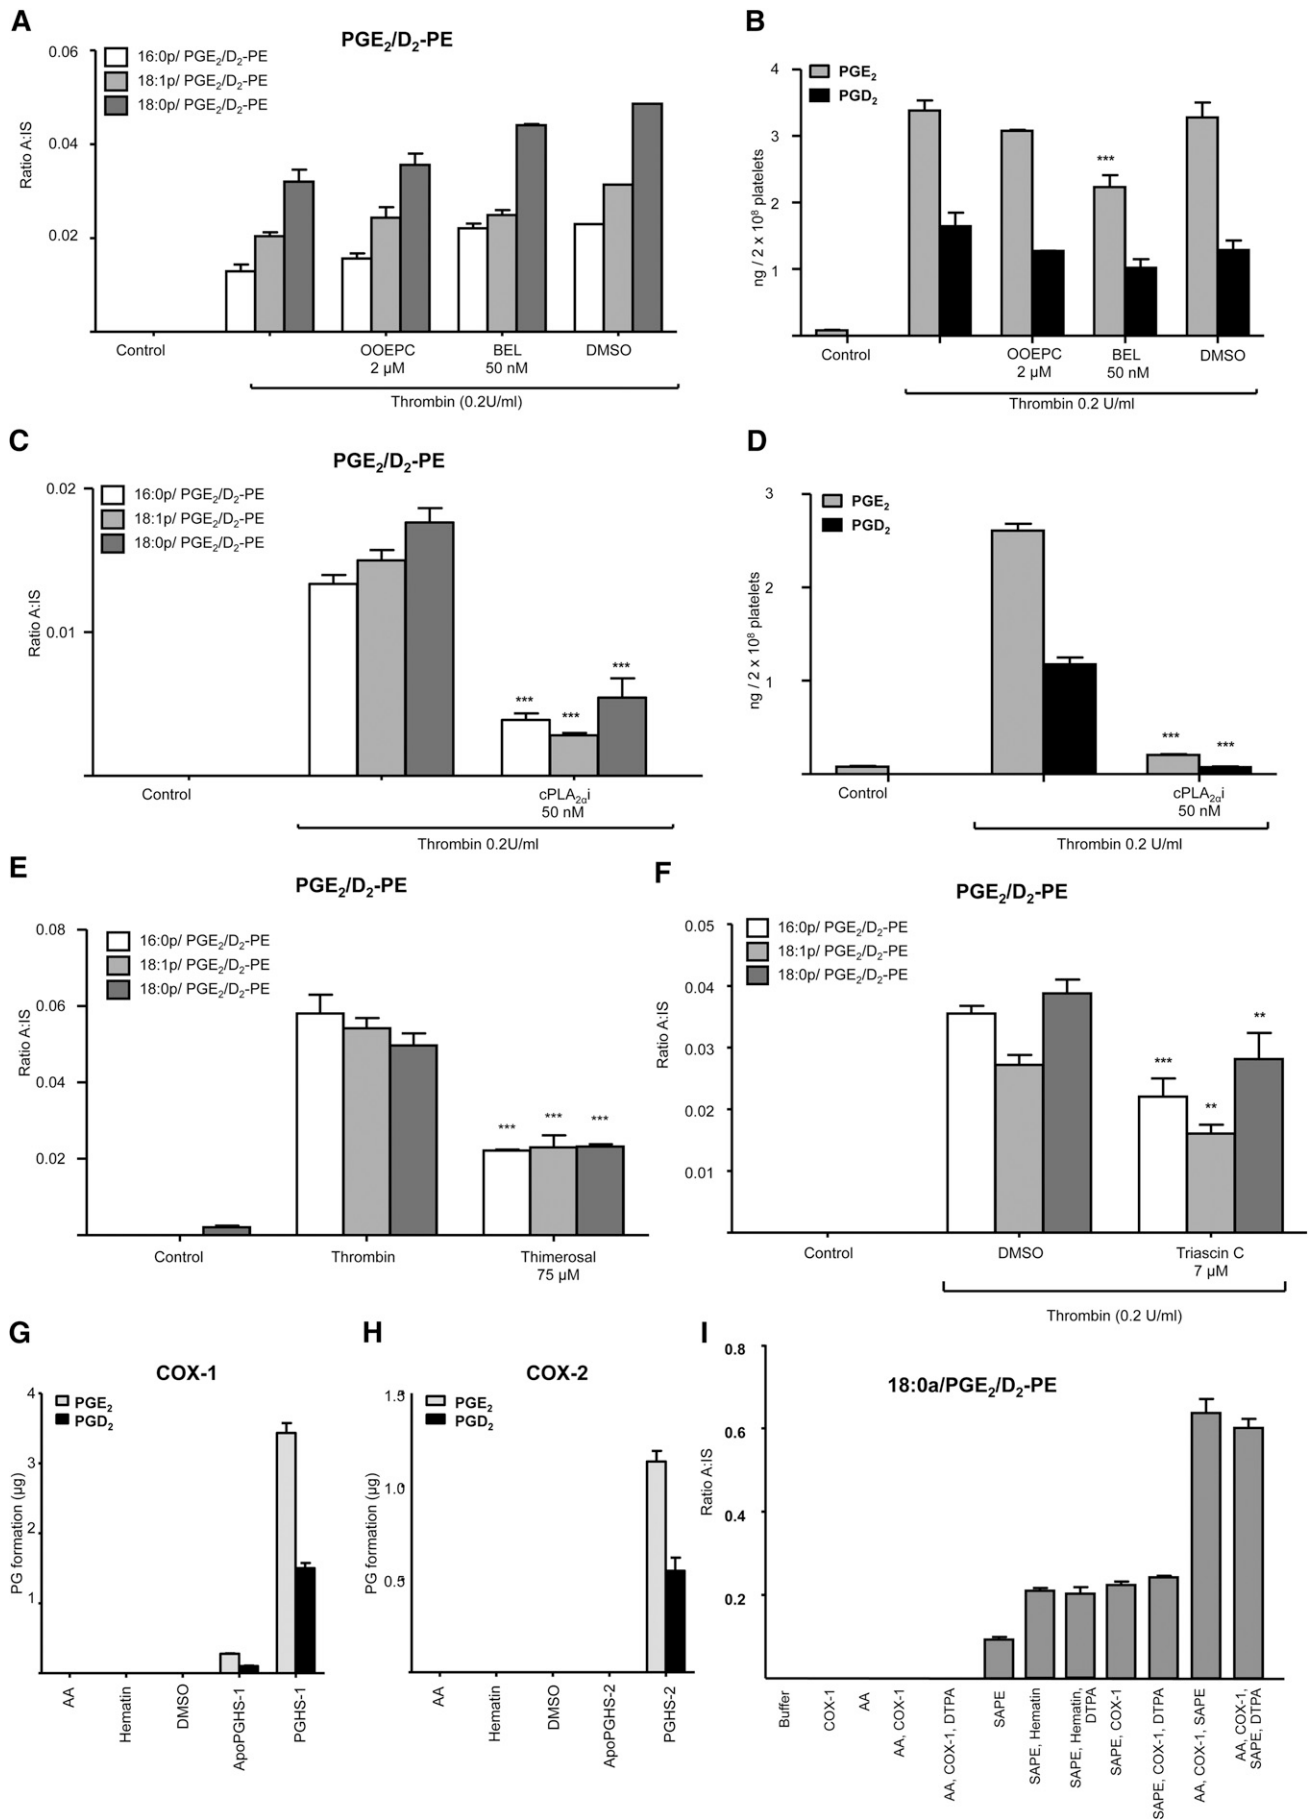 A
PGE₂/D₂-PE
16:0p/ PGE₂/D₂-PE
18:1p/ PGE₂/D₂-PE
18:0p/ PGE₂/D₂-PE
Ratio A:IS
0.06
0.04
0.02
Control
OOEPC
2 µM
BEL
50 nM
DMSO
Thrombin (0.2U/ml)
B
PGE₂
PGD₂
ng / 2 x 10⁸ platelets
4
3
2
1
***
Control
OOEPC
2 µM
BEL
50 nM
DMSO
Thrombin 0.2 U/ml
C
PGE₂/D₂-PE
16:0p/ PGE₂/D₂-PE
18:1p/ PGE₂/D₂-PE
18:0p/ PGE₂/D₂-PE
Ratio A:IS
0.02
0.01
***
***
***
Control
cPLA₂αi
50 nM
Thrombin 0.2U/ml
D
PGE₂
PGD₂
ng / 2 x 10⁸ platelets
3
2
1
***
***
Control
cPLA₂αi
50 nM
Thrombin 0.2 U/ml
E
PGE₂/D₂-PE
16:0p/ PGE₂/D₂-PE
18:1p/ PGE₂/D₂-PE
18:0p/ PGE₂/D₂-PE
Ratio A:IS
0.08
0.06
0.04
0.02
***
***
***
Control
Thrombin
Thimerosal
75 µM
F
PGE₂/D₂-PE
16:0p/ PGE₂/D₂-PE
18:1p/ PGE₂/D₂-PE
18:0p/ PGE₂/D₂-PE
Ratio A:IS
0.05
0.04
0.03
0.02
0.01
***
**
**
Control
DMSO
Triascin C
7 µM
Thrombin (0.2 U/ml)
G
COX-1
PGE₂
PGD₂
PG formation (µg)
4
3
2
1
AA
Hematin
DMSO
ApoPGHS-1
PGHS-1
H
COX-2
PGE₂
PGD₂
PG formation (µg)
1.5
1.0
0.5
AA
Hematin
DMSO
ApoPGHS-2
PGHS-2
I
18:0a/PGE₂/D₂-PE
Ratio A:IS
0.8
0.6
0.4
0.2
Buffer
COX-1
AA
AA, COX-1
AA, COX-1, DTPA
SAPE
SAPE, Hematin
SAPE, Hematin,
DTPA
SAPE, COX-1
SAPE, COX-1, DTPA
AA, COX-1, SAPE
AA, COX-1,
SAPE, DTPA